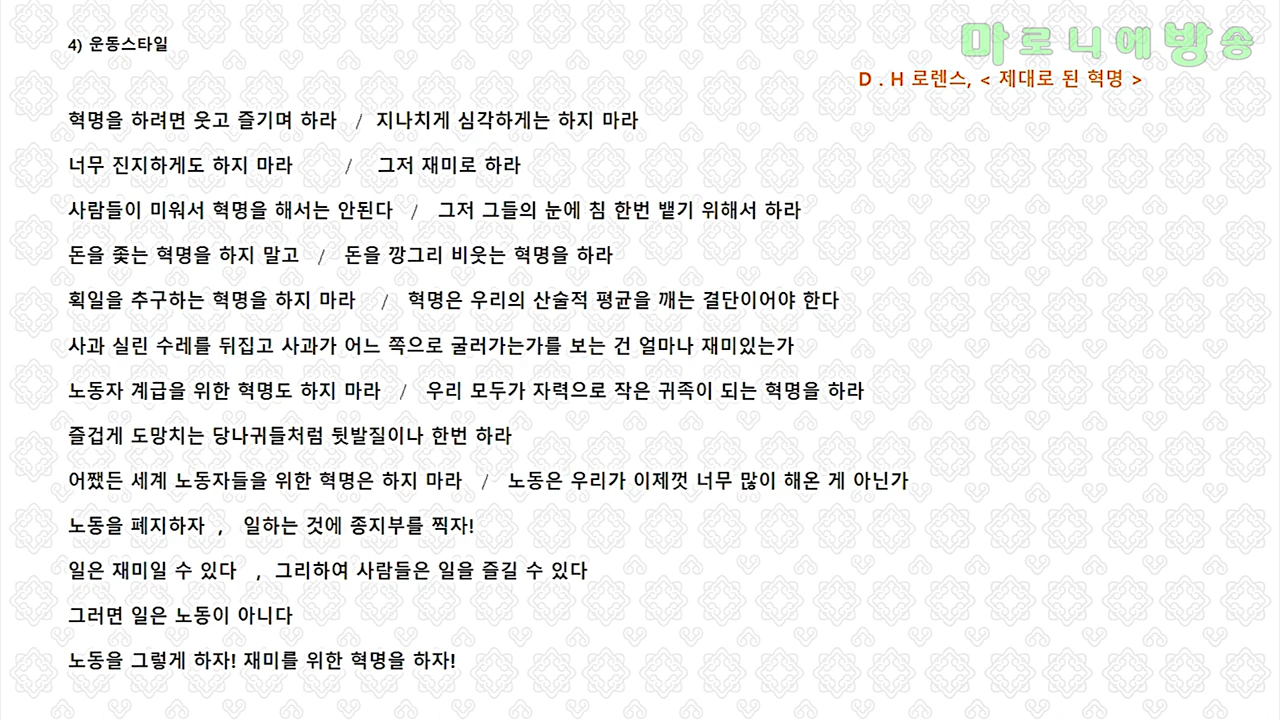 4) 운동스타일
마로니에방송
D . H 로렌스, < 제대로 된 혁명 >
혁명을 하려면 웃고 즐기며 하라 / 지나치게 심각하게는 하지 마라
너무 진지하게도 하지 마라 / 그저 재미로 하라
사람들이 미워서 혁명을 해서는 안된다 / 그저 그들의 눈에 침 한번 뱉기 위해서 하라
돈을 좇는 혁명을 하지 말고 / 돈을 깡그리 비웃는 혁명을 하라
획일을 추구하는 혁명을 하지 마라 / 혁명은 우리의 산술적 평균을 깨는 결단이어야 한다
사과 실린 수레를 뒤집고 사과가 어느 쪽으로 굴러가는가를 보는 건 얼마나 재미있는가
노동자 계급을 위한 혁명도 하지 마라 / 우리 모두가 자력으로 작은 귀족이 되는 혁명을 하라
즐겁게 도망치는 당나귀들처럼 뒷발질이나 한번 하라
어쨌든 세계 노동자들을 위한 혁명은 하지 마라 / 노동은 우리가 이제껏 너무 많이 해온 게 아닌가
노동을 폐지하자 , 일하는 것에 종지부를 찍자!
일은 재미일 수 있다 , 그리하여 사람들은 일을 즐길 수 있다
그러면 일은 노동이 아니다
노동을 그렇게 하자! 재미를 위한 혁명을 하자!